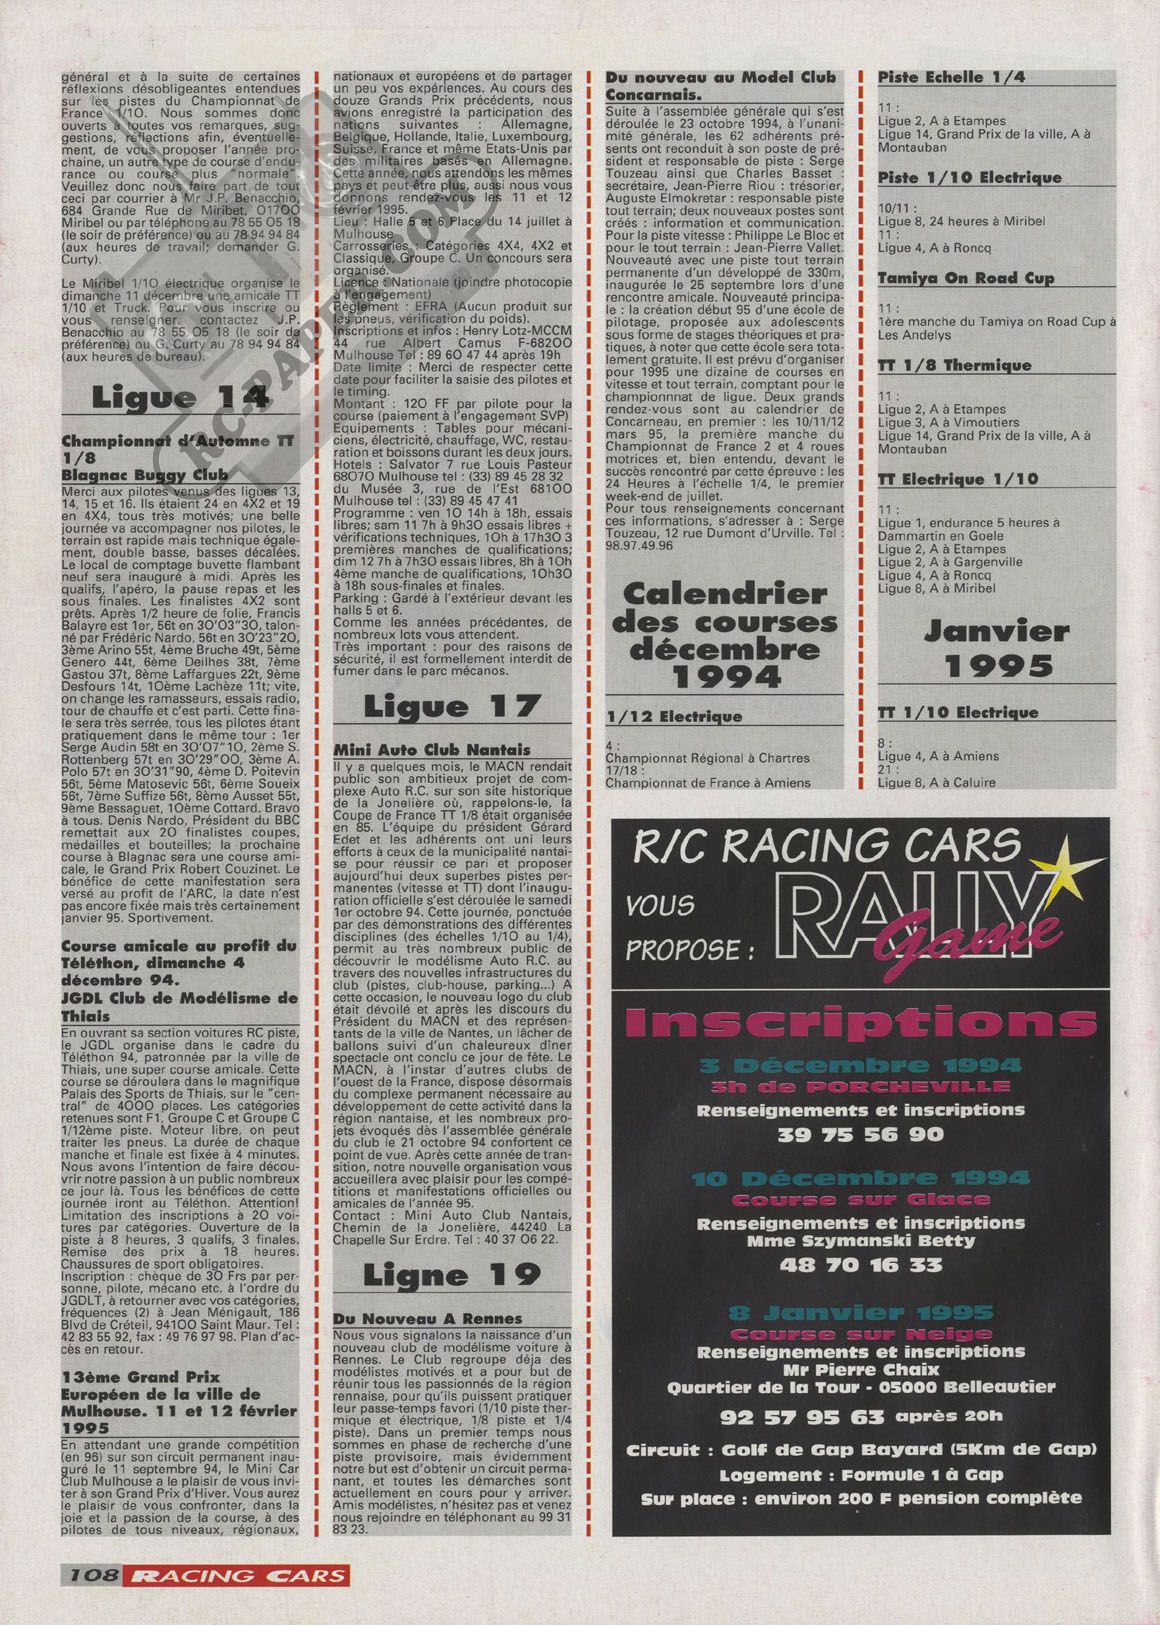 général et à la suite de certaines
réflexions désobligeantes entendues
sur les pistes du Championnat de
France 1/10. Nous sommes donc
ouverts à toutes vos remarques, sug-
gestions, réflections afin, éventuelle-
ment, de vous proposer l'année pro-
chaine, un autre type de course d'endu-
rance ou course plus "normale".
Veuillez donc nous faire part de tout
ceci par courrier à Mr J.P. Benacchio,
684 Grande Rue de Miribel, 01700
Miribel ou par téléphone au 78 55 05 18
(le soir de préférence) ou au 78 94 94 84
(aux heures de travail; demander G.
Curty).
Le Miribel 1/10 électrique organise le
dimanche 11 décembre une amicale TT
1/10 et Truck. Pour vous inscrire ou
vous renseigner, contactez J.P.
Benacchio au 78 55 05 18 (le soir de
préférence) ou G. Curty au 78 94 94 84
(aux heures de bureau).
Ligue 14
Championnat d'Automne TT
1/8
Blagnac Buggy Club
Merci aux pilotes venus des ligues 13,
14, 15 et 16. Ils étaient 24 en 4X2 et 19
en 4X4, tous très motivés; une belle
journée va accompagner nos pilotes, le
terrain est rapide mais technique égale-
ment, double basse, basses décalées.
Le local de comptage buvette flambant
neuf sera inauguré à midi. Après les
qualifs, l'apéro, la pause repas et les
sous finales. Les finalistes 4X2 sont
prêts. Après 1/2 heure de folie, Francis
Balayre est 1er, 56t en 30'03"30, talon-
né par Frédéric Nardo, 56t en 30'23"20,
3ème Arino 55t, 4ème Bruche 49t, 5ème
Genero 44t, 6ème Deilhes 38t, 7ème
Gastou 37t, 8ème Laffargues 22t, 9ème
Desfours 14t, 10ème Lachèze 11t; vite,
on change les ramasseurs, essais radio,
tour de chauffe et c'est parti. Cette fina-
le sera très serrée, tous les pilotes étant
pratiquement dans le même tour : 1er
Serge Audin 58t en 30'07"10, 2ème S.
Rottenberg 57t en 30'29"00, 3ème A.
Polo 57t en 30'31"90, 4ème D. Poitevin
56t, 5ème Matosevic 56t, 6ème Soueix
56t, 7ème Suffize 56t, 8ème Ausset 55t,
9ème Bessaguet, 10ème Cottard. Bravo
à tous. Denis Nardo, Président du BBC
remettait aux 20 finalistes coupes,
médailles et bouteilles; la prochaine
course à Blagnac sera une course ami-
cale, le Grand Prix Robert Couzinet. Le
bénéfice de cette manifestation sera
versé au profit de l'ARC, la date n'est
pas encore fixée mais très certainement
janvier 95. Sportivement.
Course amicale au profit du
Téléthon, dimanche 4
décembre 94.
JGDL Club de Modélisme de
Thiais
En ouvrant sa section voitures RC piste,
le JGDL organise dans le cadre du
Téléthon 94, patronnée par la ville de
Thiais, une super course amicale. Cette
course se déroulera dans le magnifique
Palais des Sports de Thiais, sur le "cen-
tral" de 4000 places. Les catégories
retenues sont F1, Groupe C et Groupe C
1/12ème piste. Moteur libre, on peut
traiter les pneus. La durée de chaque
manche et finale est fixée à 4 minutes.
Nous avons l'intention de faire décou-
vrir notre passion à un public nombreux
ce jour là. Tous les bénéfices de cette
journée iront au Téléthon. Attention!
Limitation des inscriptions à 20 voi-
tures par catégories. Ouverture de la
piste à 8 heures, 3 qualifs, 3 finales.
Remise des prix à 18 heures.
Chaussures de sport obligatoires.
Inscription : chèque de 30 Frs par per-
sonne, pilote, mécano etc. à l'ordre du
JGDLT, à retourner avec vos catégories,
fréquences (2) à Jean Ménigault, 186
Blvd de Créteil, 94100 Saint Maur. Tel :
42 83 55 92, fax : 49 76 97 98. Plan d'ac-
cès en retour.
13ème Grand Prix
Européen de la ville de
Mulhouse. 11 et 12 février
1995
En attendant une grande compétition
(en 96) sur son circuit permanent inau-
guré le 11 septembre 94, le Mini Car
Club Mulhouse a le plaisir de vous invi-
ter à son Grand Prix d'Hiver. Vous aurez
le plaisir de vous confronter, dans la
joie et la passion de la course, à des
pilotes de tous niveaux, régionaux,
nationaux et européens et de partager
un peu vos expériences. Au cours des
douze Grands Prix précédents, nous
avons enregistré la participation des
nations suivantes : Allemagne,
Belgique, Hollande, Italie, Luxembourg,
Suisse, France et même Etats-Unis par
des militaires basés en Allemagne.
Cette année nous attendons les mêmes
pays et peut-être plus aussi nous vous
donnons rendez-vous les 11 et 12
février 1995.
Lieu : Halle 5 et 6 Place du 14 juillet à
Mulhouse
Carrosseries : Catégories 4X4, 4X2 et
Classique Groupe C. Un concours sera
organisé.
Licence : Nationale (joindre photocopie
à l'engagement)
Règlement : EFRA (Aucun produit sur
les pneus, vérification du poids).
Inscriptions et infos : Henry Lotz-MCCM
44 rue Albert Camus F-68200
Mulhouse Tel : 89 60 47 44 après 19h
Date limite : Merci de respecter cette
date pour faciliter la saisie des pilotes et
le timing.
Montant : 120 FF par pilote pour la
course (paiement à l'engagement SVP)
Equipements : Tables pour mécani-
ciens, électricité, chauffage, WC, restau-
ration et boissons durant les deux jours.
Hotels : Salvator 7 rue Louis Pasteur
68070 Mulhouse tel : (33) 89 45 28 32
du Musée 3, rue de l'Est 68100
Mulhouse tel : (33) 89 45 47 41
Programme : ven 10 14h à 18h, essais
libres; sam 11 7h à 9h30 essais libres +
vérifications techniques, 10h à 17h30 3
premières manches de qualifications;
dim 12 7h à 7h30 essais libres, 8h à 10h
4ème manche de qualifications, 10h30
à 18h sous-finales et finales.
Parking : Gardé à l'extérieur devant les
halls 5 et 6.
Comme les années précédentes, de
nombreux lots vous attendent.
Très important : pour des raisons de
sécurité, il est formellement interdit de
fumer dans le parc mécanos.
Ligue 17
Mini Auto Club Nantais
Il y a quelques mois, le MACN rendait
public son ambitieux projet de com-
plexe Auto R.C. sur son site historique
de la Jonelière où, rappelons-le, la
Coupe de France TT 1/8 était organisée
en 85. L'équipe du président Gérard
Edet et les adhérents ont uni leurs
efforts à ceux de la municipalité nantai-
se pour réussir ce pari et proposer
aujourd'hui deux superbes pistes per-
manentes (vitesse et TT) dont l'inaugu-
ration officielle s'est déroulée le samedi
1er octobre 94. Cette journée, ponctuée
par des démonstrations des différentes
disciplines (des échelles 1/10 au 1/4),
permit au très nombreux public de
découvrir le modélisme Auto R.C. au
travers des nouvelles infrastructures du
club (pistes, club-house, parking...) A
cette occasion, le nouveau logo du club
était dévoilé et après les discours du
Président du MACN et des représen-
tants de la ville de Nantes, un lâcher de
ballons suivi d'un chaleureux dîner
spectacle ont conclu ce jour de fête. Le
MACN, à l'instar d'autres clubs de
l'ouest de la France, dispose désormais
du complexe permanent nécessaire au
développement de cette activité dans la
région nantaise, et les nombreux pro-
jets évoqués dès l'assemblée générale
du club le 21 octobre 94 confortent ce
point de vue. Après cette année de tran-
sition, notre nouvelle organisation vous
accueillera avec plaisir pour les compé-
titions et manifestations officielles ou
amicales de l'année 95.
Contact : Mini Auto Club Nantais,
Chemin de la Jonelière, 44240 La
Chapelle Sur Erdre. Tel : 40 37 06 22.
Ligne 19
Du Nouveau A Rennes
Nous vous signalons la naissance d'un
nouveau club de modélisme voiture à
Rennes. Le Club regroupe déja des
modélistes motivés et a pour but de
réunir tous les passionnés de la région
rennaise, pour qu'ils puissent pratiquer
leur passe-temps favori (1/10 piste ther-
mique et électrique, 1/8 piste et 1/4
piste). Dans un premier temps nous
sommes en phase de recherche d'une
piste provisoire, mais évidemment
notre but est d'obtenir un circuit perma-
nant, et toutes les démarches sont
actuellement en cours pour y arriver.
Amis modélistes, n'hésitez pas et venez
nous rejoindre en téléphonant au 99 31
83 23.
Du nouveau au Model Club
Concarnais.
Suite à l'assemblée générale qui s'est
déroulée le 23 octobre 1994, à l'unani-
mité générale, les 62 adhérents pré-
sents ont reconduit à son poste de pré-
sident et responsable de piste : Serge
Touzeau ainsi que Charles Basset :
secrétaire, Jean-Pierre Riou : trésorier,
Auguste Elmokretar : responsable piste
tout terrain; deux nouveaux postes sont
créés : information et communication.
Pour la piste vitesse : Philippe Le Bloc et
pour le tout terrain : Jean-Pierre Vallet.
Nouveauté avec une piste tout terrain
permanente d'un développé de 330m,
inaugurée le 25 septembre lors d'une
rencontre amicale. Nouveauté principa-
le : la création début 95 d'une école de
pilotage, proposée aux adolescents
sous forme de stages théoriques et pra-
tiques, à noter que cette école sera tota-
lement gratuite. Il est prévu d'organiser
pour 1995 une dizaine de courses en
vitesse et tout terrain, comptant pour le
championnnat de ligue. Deux grands
rendez-vous sont au calendrier de
Concarneau, en premier : les 10/11/12
mars 95, la première manche du
Championnat de France 2 et 4 roues
motrices et, bien entendu, devant le
succès rencontré par cette épreuve : les
24 Heures à l'échelle 1/4, le premier
week-end de juillet.
Pour tous renseignements concernant
ces informations, s'adresser à : Serge
Touzeau, 12 rue Dumont d'Urville. Tel :
98.97.49.96
Calendrier
des courses
décembre
1994
1/12 Electrique
4 :
Championnat Régional à Chartres
17/18 :
Championnat de France à Amiens
Piste Echelle 1/4
11 :
Ligue 2, A à Etampes
Ligue 14, Grand Prix de la ville, A à
Montauban
Piste 1/10 Electrique
10/11 :
Ligue 8, 24 heures à Miribel
11 :
Ligue 4, A à Roncq
Tamiya On Road Cup
11 :
1ère manche du Tamiya on Road Cup à
Les Andelys
TT 1/8 Thermique
11 :
Ligue 2, A à Etampes
Ligue 3, A à Vimoutiers
Ligue 14, Grand Prix de la ville, A à
Montauban
TT Electrique 1/10
11 :
Ligue 1, endurance 5 heures à
Dammartin en Goele
Ligue 2, A à Etampes
Ligue 2, A à Gargenville
Ligue 4, A à Roncq
Ligue 8, A à Miribel
Janvier
1995
TT 1/10 Electrique
8 :
Ligue 4, A à Amiens
21 :
Ligue 8, A à Caluire
R/C RACING CARS
VOUS
PROPOSE :
RALLY
Game
Inscriptions
3 Décembre 1994
3h de PORCHEVILLE
Renseignements et inscriptions
39 75 56 90
10 Décembre 1994
Course sur Glace
Renseignements et inscriptions
Mme Szymanski Betty
48 70 16 33
8 Janvier 1995
Course sur Neige
Renseignements et inscriptions
Mr Pierre Chaix
Quartier de la Tour - 05000 Belleautier
92 57 95 63 après 20h
Circuit : Golf de Gap Bayard (5Km de Gap)
Logement : Formule 1 à Gap
Sur place : environ 200 F pension complète
108 RACING CARS
RC-PAPER.COM